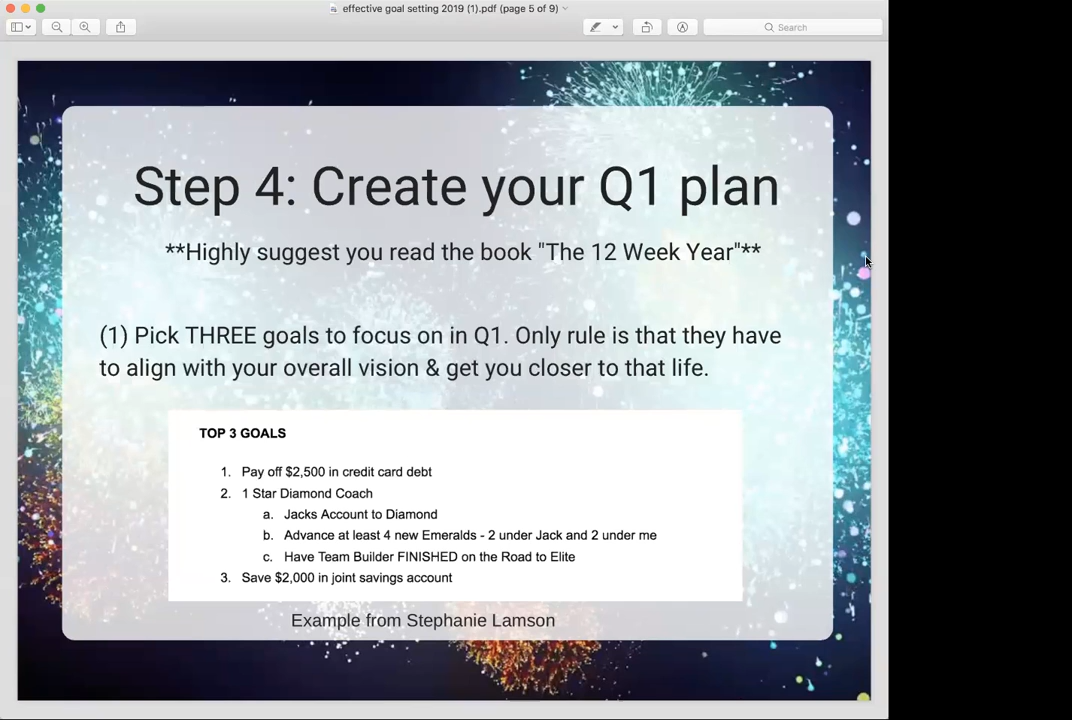 effective goal setting 2019 (1).pdf (page 5 of 9)
Search
Step 4: Create your Q1 plan
**Highly suggest you read the book "The 12 Week Year"**
(1) Pick THREE goals to focus on in Q1. Only rule is that they have
to align with your overall vision & get you closer to that life.
TOP 3 GOALS
1. Pay off $2,500 in credit card debt
2. 1 Star Diamond Coach
a. Jacks Account to Diamond
b. Advance at least 4 new Emeralds - 2 under Jack and 2 under me
c. Have Team Builder FINISHED on the Road to Elite
3. Save $2,000 in joint savings account
Example from Stephanie Lamson